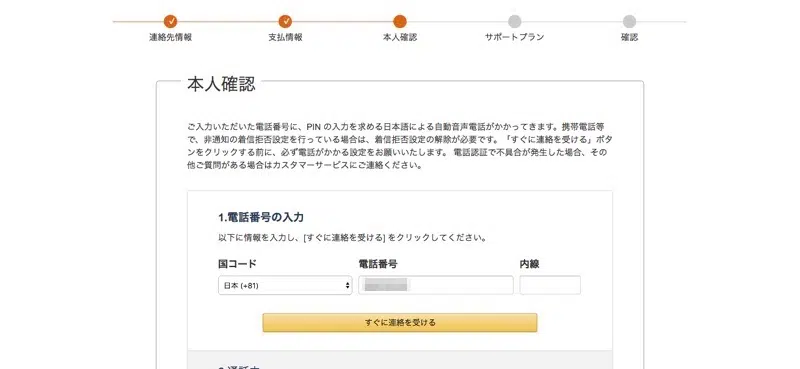 連絡先情報
支払情報
本人確認
サポートプラン
確認
本人確認
ご入力いただいた電話番号に、PIN の入力を求める日本語による自動音声電話がかかってきます。携帯電話等
で、非通知の着信拒否設定を行っている場合は、着信拒否設定の解除が必要です。「すぐに連絡を受ける」ボタ
ンをクリックする前に、必ず電話がかかる設定をお願いいたします。 電話認証で不具合が発生した場合、その
他ご質問がある場合はカスタマーサービスにご連絡ください。
1.電話番号の入力
以下に情報を入力し、[すぐに連絡を受ける] をクリックしてください。
国コード
電話番号
内線
日本 (+81)
すぐに連絡を受ける